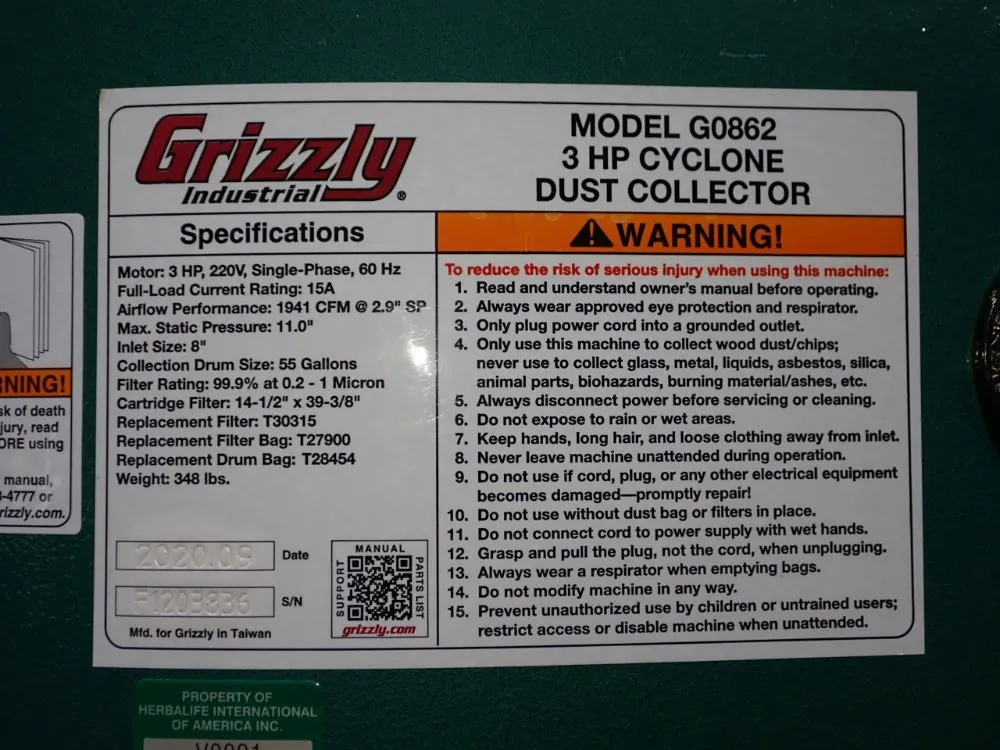 Grizzly
Industrial®
MODEL G0862
3 HP CYCLONE
DUST COLLECTOR
Specifications
Motor: 3 HP, 220V, Single-Phase, 60 Hz
Full-Load Current Rating: 15A
Airflow Performance: 1941 CFM @ 2.9" SP
Max. Static Pressure: 11.0"
Inlet Size: 8"
Collection Drum Size: 55 Gallons
Filter Rating: 99.9% at 0.2 - 1 Micron
Cartridge Filter: 14-1/2" x 39-3/8"
Replacement Filter: T30315
Replacement Filter Bag: T27900
Replacement Drum Bag: T28454
Weight: 348 lbs.
2020.09 Date
S/N
Mfd. for Grizzly in Taiwan
MANUAL
SUPPORT
PARTS LIST
grizzly.com
WARNING!
To reduce the risk of serious injury when using this machine:
1. Read and understand owner's manual before operating.
2. Always wear approved eye protection and respirator.
3. Only plug power cord into a grounded outlet.
4. Only use this machine to collect wood dust/chips;
never use to collect glass, metal, liquids, asbestos, silica,
animal parts, biohazards, burning material/ashes, etc.
5. Always disconnect power before servicing or cleaning.
6. Do not expose to rain or wet areas.
7. Keep hands, long hair, and loose clothing away from inlet.
8. Never leave machine unattended during operation.
9. Do not use if cord, plug, or any other electrical equipment
becomes damaged—promptly repair!
10. Do not use without dust bag or filters in place.
11. Do not connect cord to power supply with wet hands.
12. Grasp and pull the plug, not the cord, when unplugging.
13. Always wear a respirator when emptying bags.
14. Do not modify machine in any way.
15. Prevent unauthorized use by children or untrained users;
restrict access or disable machine when unattended.
RNING!
sk of death
jury, read
ORE using
manual,
-4777 or
rizzly.com.
PROPERTY OF
HERBALIFE INTERNATIONAL
OF AMERICA INC.